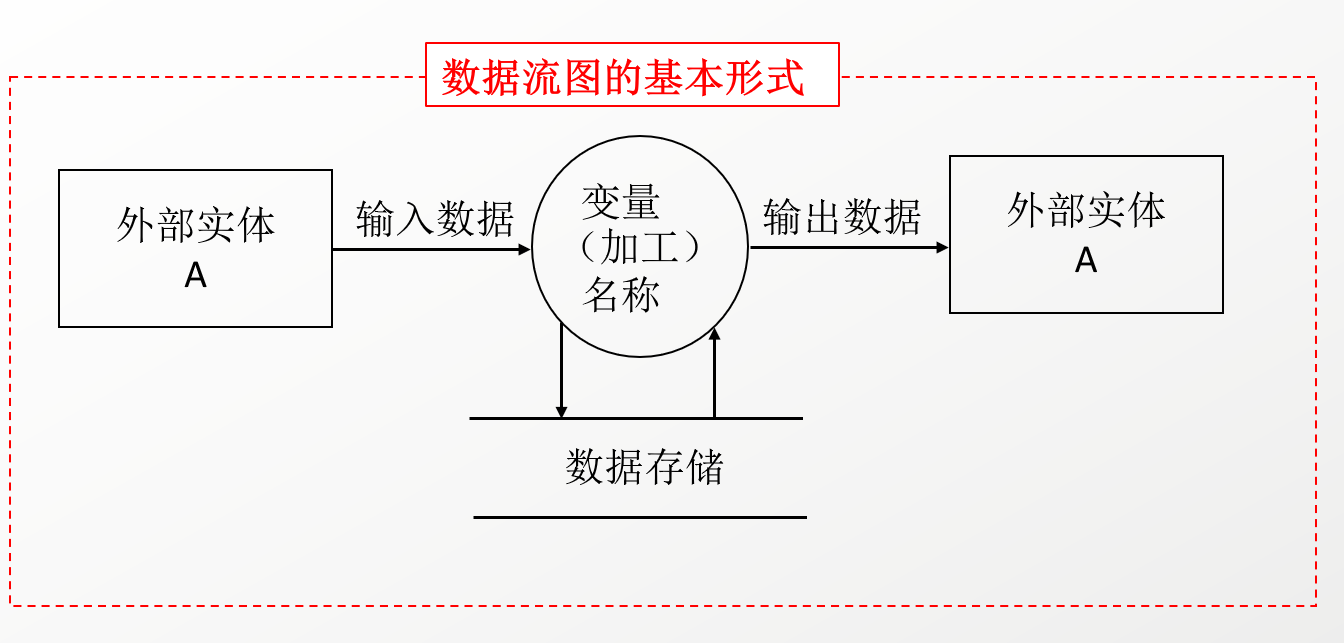 数据流图的基本形式
外部实体
A
输入数据
变量
（加工）
名称
输出数据
外部实体
A
数据存储